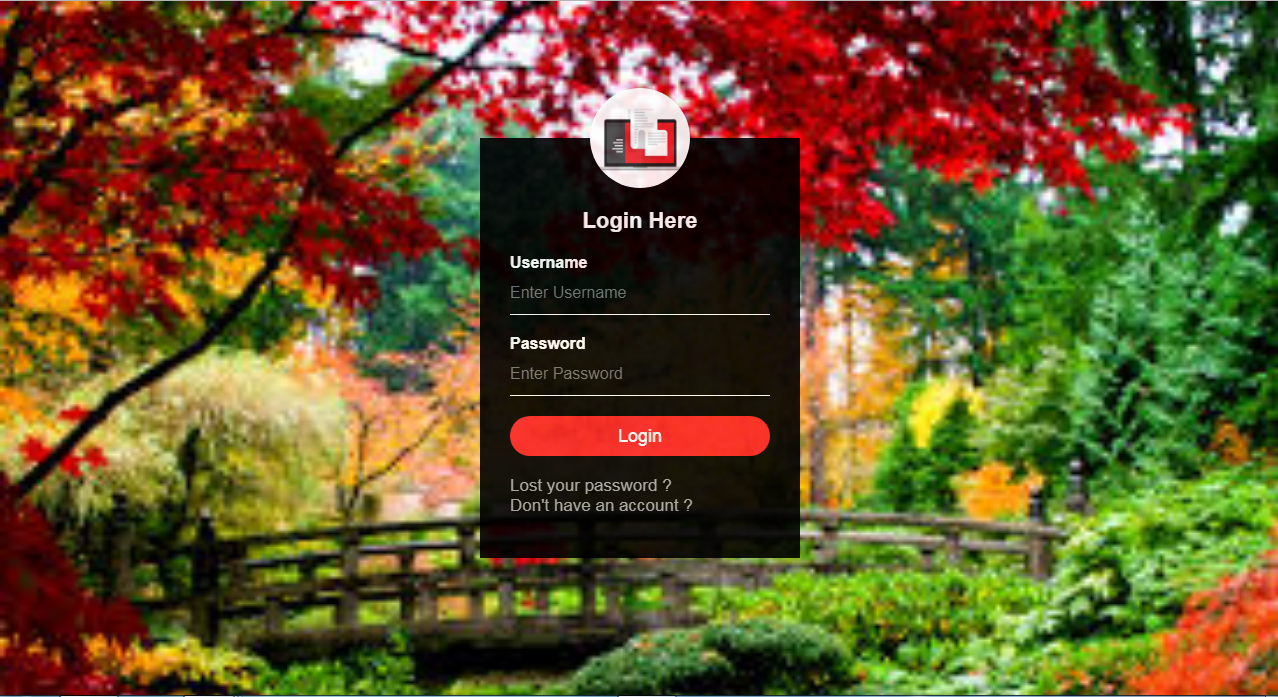 Login Here
Username
Enter Username
Password
Enter Password
Login
Lost your password ?
Don't have an account ?